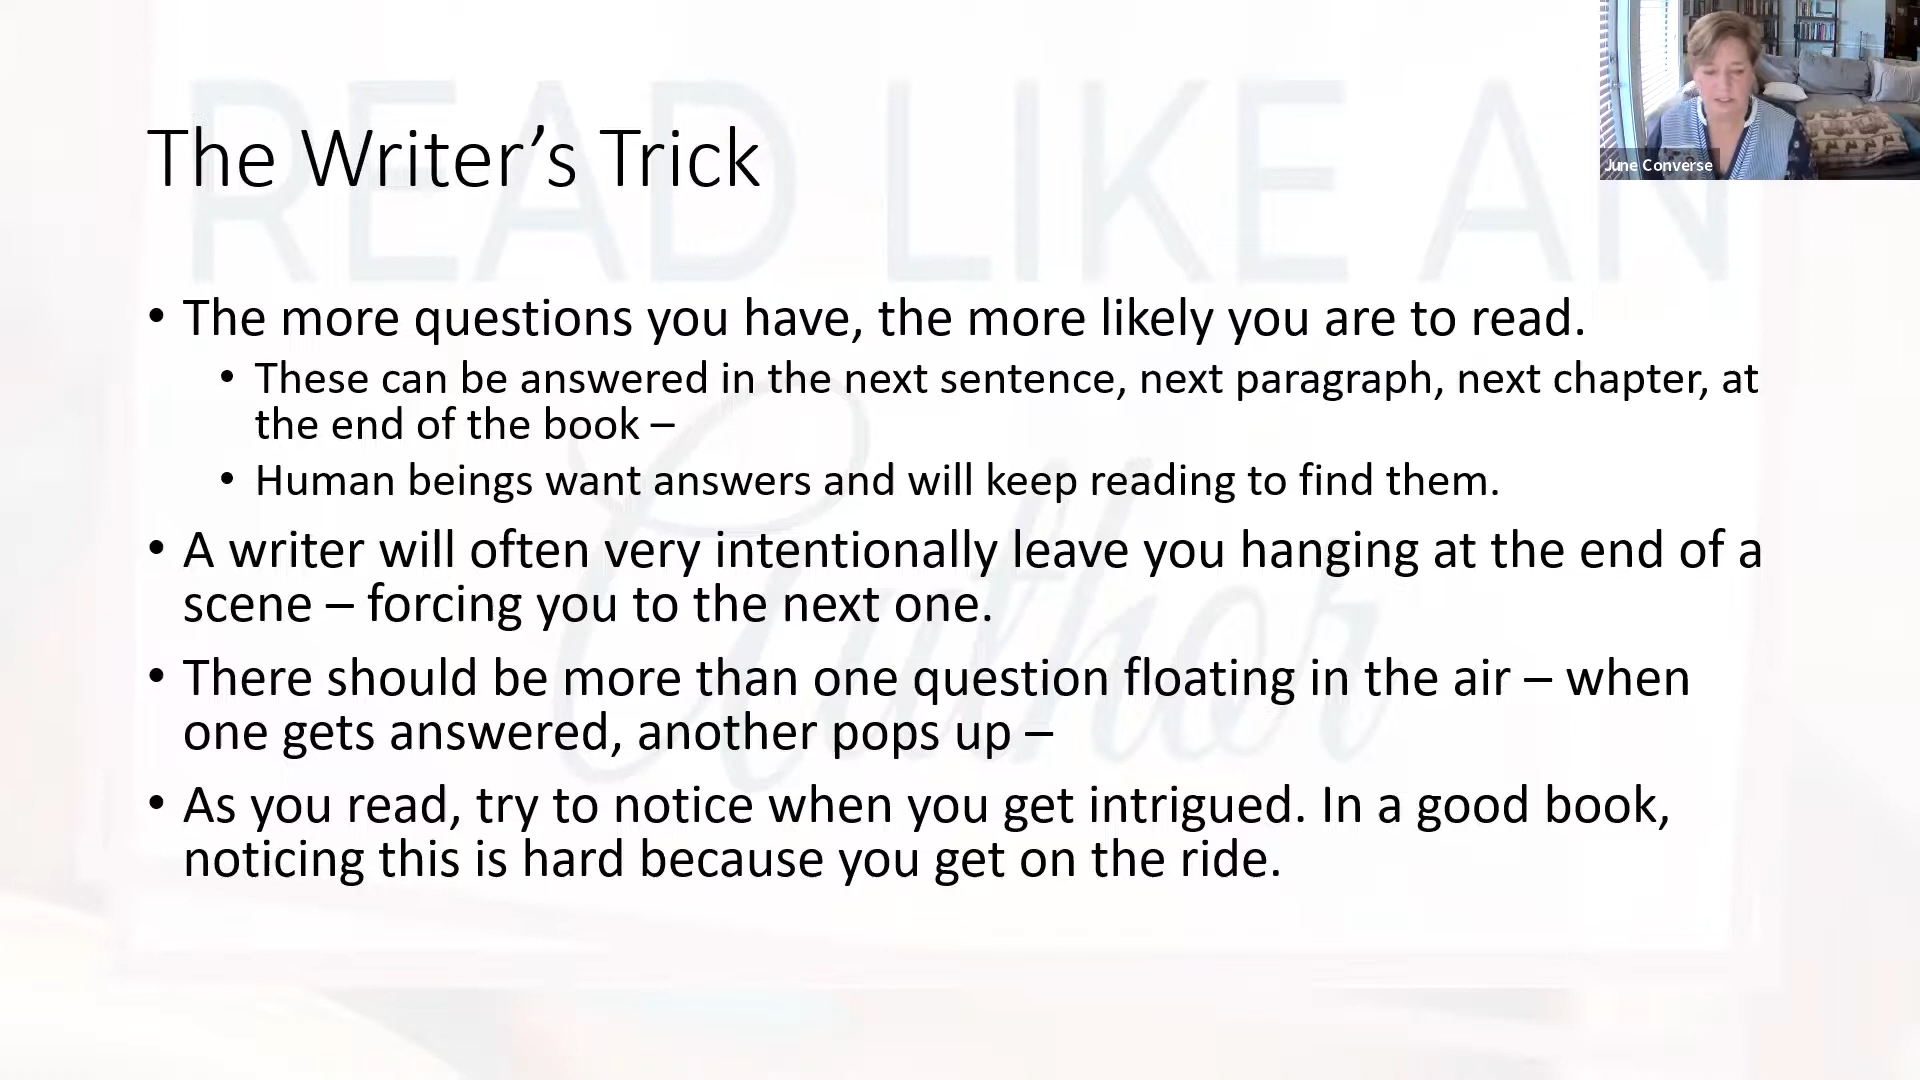 READ LIKE AN
The Writer’s Trick
June Converse
• The more questions you have, the more likely you are to read.
• These can be answered in the next sentence, next paragraph, next chapter, at
the end of the book –
• Human beings want answers and will keep reading to find them.
• A writer will often very intentionally leave you hanging at the end of a
scene – forcing you to the next one.
• There should be more than one question floating in the air – when
one gets answered, another pops up –
• As you read, try to notice when you get intrigued. In a good book,
noticing this is hard because you get on the ride.
Author